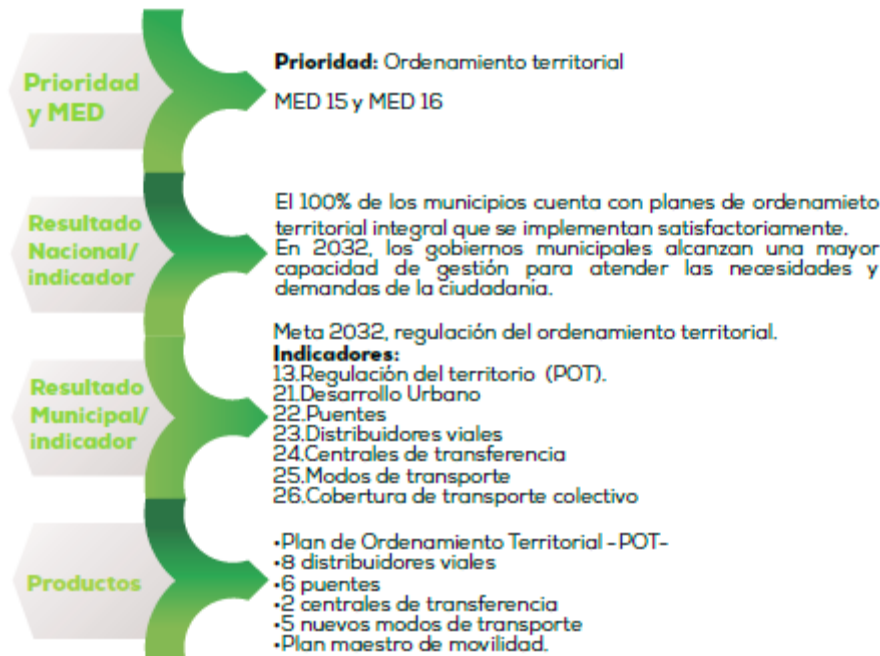 Prioridad
y MED
Prioridad: Ordenamiento territorial
MED 15 y MED 16
Resultado
Nacional/
indicador
El 100% de los municipios cuenta con planes de ordenamieto
territorial integral que se implementan satisfactoriamente.
En 2032, los gobiernos municipales alcanzan una mayor
capacidad de gestión para atender las necesidades y
demandas de la ciudadanía.
Resultado
Municipal/
indicador
Meta 2032, regulación del ordenamiento territorial.
Indicadores:
13.Regulación del territorio (POT).
21.Desarrollo Urbano
22.Puentes
23.Distribuidores viales
24.Centrales de transferencia
25.Modos de transporte
26.Cobertura de transporte colectivo
Productos
•Plan de Ordenamiento Territorial -POT-
•8 distribuidores viales
•6 puentes
•2 centrales de transferencia
•5 nuevos modos de transporte
•Plan maestro de movilidad.